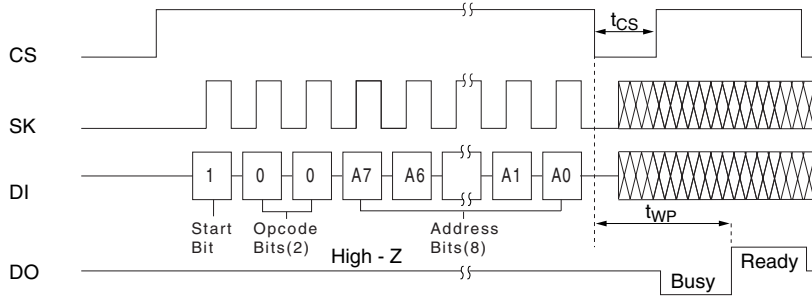 CS
tCS
SK
DI
1 0 0 A7 A6 A1 A0
Start
Bit
Opcode
Bits(2)
Address
Bits(8)
tWP
DO
High - Z
Busy
Ready